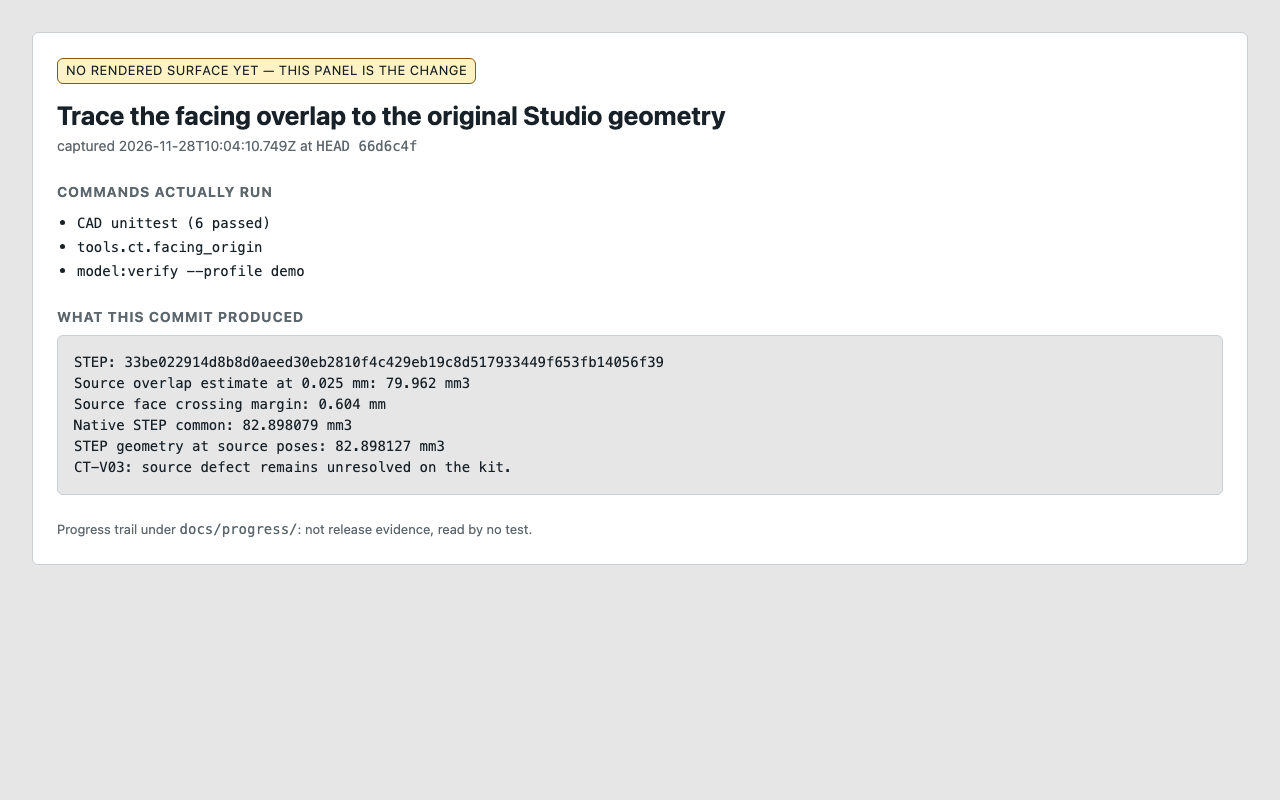 NO RENDERED SURFACE YET — THIS PANEL IS THE CHANGE
Trace the facing overlap to the original Studio geometry
captured 2026-11-28T10:04:10.749Z at HEAD 66d6c4f
COMMANDS ACTUALLY RUN
• CAD unittest (6 passed)
• tools.ct.facing_origin
• model:verify --profile demo
WHAT THIS COMMIT PRODUCED
STEP: 33be022914d8b8d0aeed30eb2810f4c429eb19c8d517933449f653fb14056f39
Source overlap estimate at 0.025 mm: 79.962 mm3
Source face crossing margin: 0.604 mm
Native STEP common: 82.898079 mm3
STEP geometry at source poses: 82.898127 mm3
CT-V03: source defect remains unresolved on the kit.
Progress trail under docs/progress/: not release evidence, read by no test.